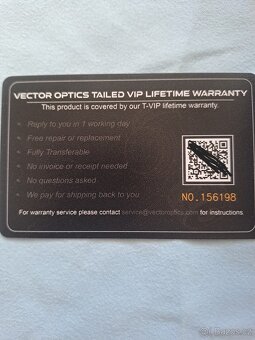 VECTOR OPTICS TAILED VIP LIFETIME WARRANTY
This product is covered by our T-VIP lifetime warranty.
• Reply to you in 1 working day
• Free repair or replacement
• Fully Transferable
• No invoice or receipt needed
• No questions asked
• We pay for shipping back to you
NO.156198
For warranty service please contact service@vectoroptics.com for instructions